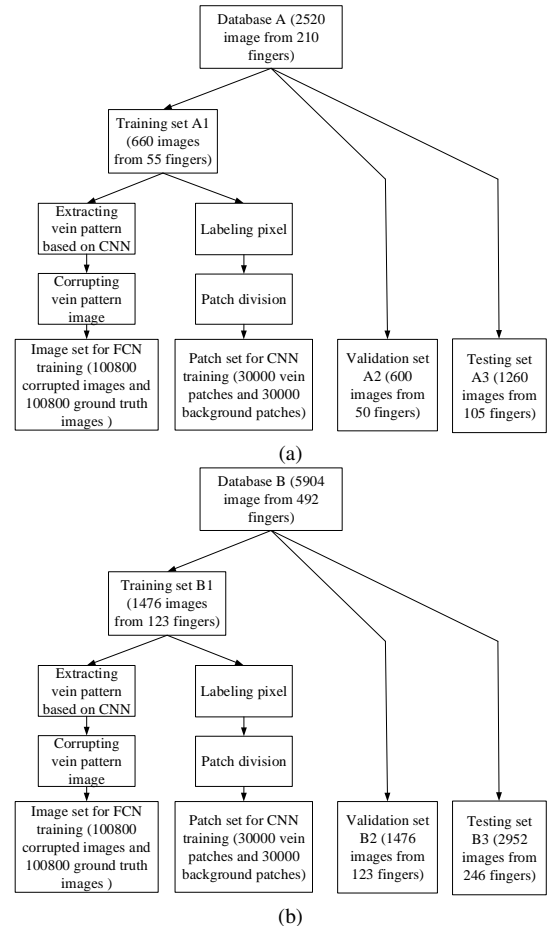 Database A (2520
image from 210
fingers)
Training set A1
(660 images
from 55 fingers)
Extracting
vein pattern
based on CNN
Labeling pixel
Corrupting
vein pattern
image
Patch division
Image set for FCN
training (100800
corrupted images and
100800 ground truth
images )
Patch set for CNN
training (30000 vein
patches and 30000
background patches)
Validation set
A2 (600
images from
50 fingers)
Testing set
A3 (1260
images from
105 fingers)
(a)
Database B (5904
image from 492
fingers)
Training set B1
(1476 images
from 123 fingers)
Extracting
vein pattern
based on CNN
Labeling pixel
Corrupting
vein pattern
image
Patch division
Image set for FCN
training (100800
corrupted images and
100800 ground truth
images )
Patch set for CNN
training (30000 vein
patches and 30000
background patches)
Validation set
B2 (1476
images from
123 fingers)
Testing set
B3 (2952
images from
246 fingers)
(b)